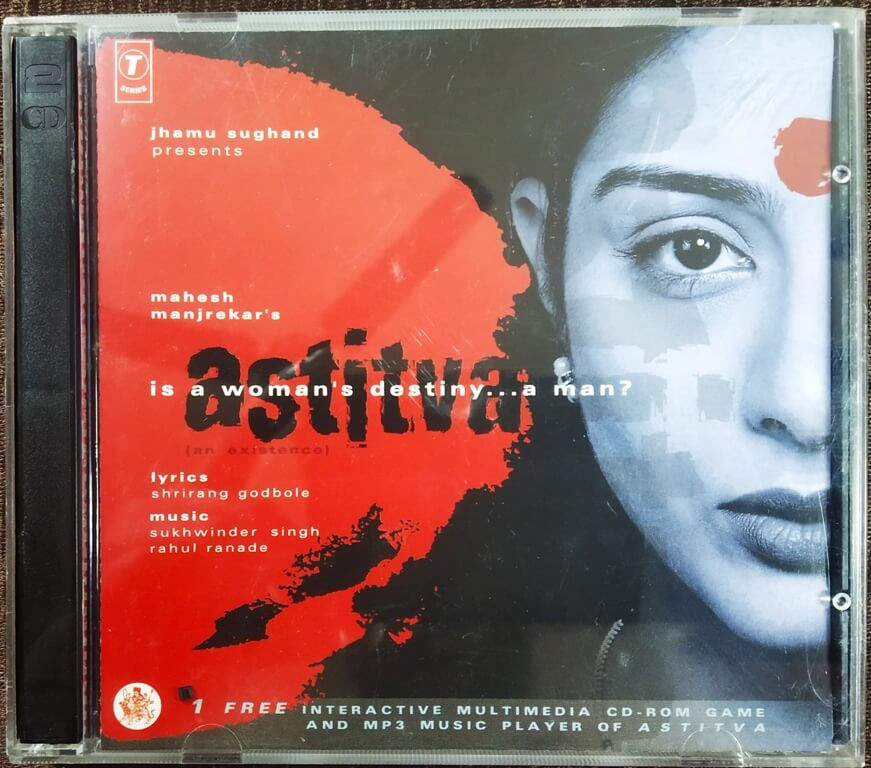 2
CD
T
SERIES
jhamu sughand
presents
mahesh
manjrekar's
astitva
is a woman's destiny...a man?
(an existence)
lyrics
shrirang godbole
music
sukhwinder singh
rahul ranade
1 FREE INTERACTIVE MULTIMEDIA CD-ROM GAME
AND MP3 MUSIC PLAYER OF ASTITVA